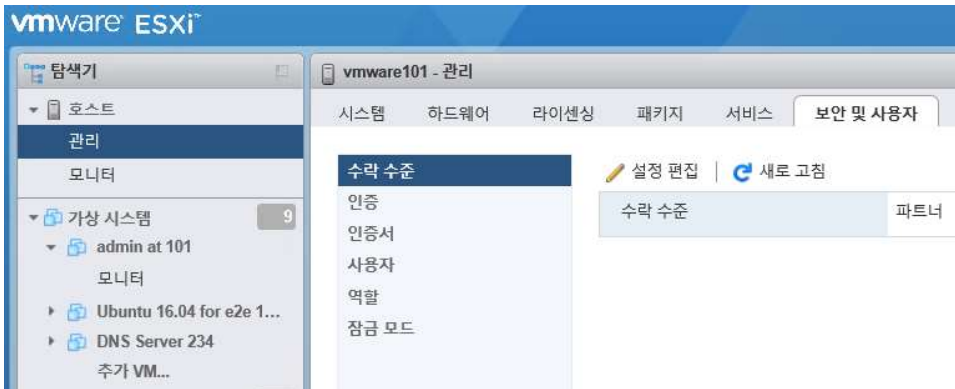 vmware ESXi™
탐색기
호스트
관리
모니터
가상 시스템 9
admin at 101
모니터
Ubuntu 16.04 for e2e 1...
DNS Server 234
추가 VM...
vmware101 - 관리
시스템 하드웨어 라이센싱 패키지 서비스 보안 및 사용자
수락 수준
인증
인증서
사용자
역할
잠금 모드
설정 편집 | 새로 고침
수락 수준 파트너